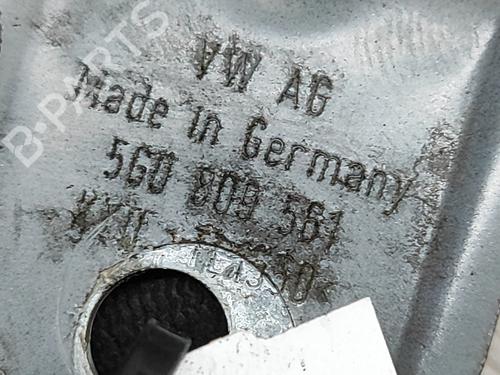 B-PARTS
VW AG
Made in Germany
5G0 809 561